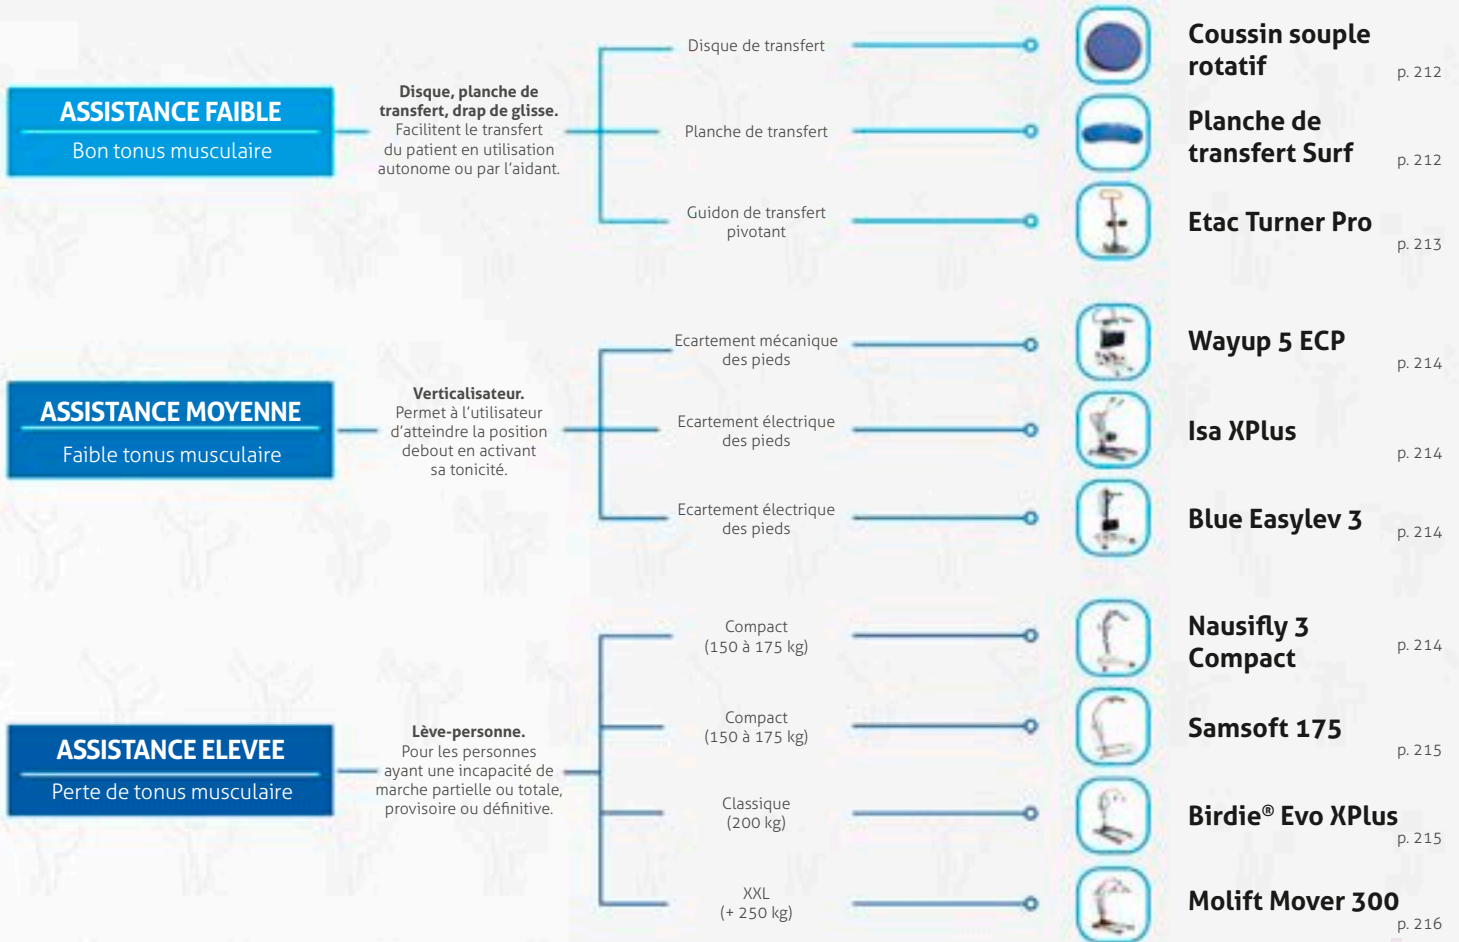 ASSISTANCE FAIBLE
Bon tonus musculaire
Disque, planche de
transfert, drap de glisse.
Facilitent le transfert
du patient en utilisation
autonome ou par l’aidant.
Disque de transfert
Coussin souple
rotatif
p. 212
Planche de transfert
Planche de
transfert Surf
p. 212
Guidon de transfert
pivotant
Etac Turner Pro
p. 213
ASSISTANCE MOYENNE
Faible tonus musculaire
Verticalisateur.
Permet à l’utilisateur
d’atteindre la position
debout en activant
sa tonicité.
Ecartement mécanique
des pieds
Wayup 5 ECP
p. 214
Ecartement électrique
des pieds
Isa XPlus
p. 214
Ecartement électrique
des pieds
Blue Easylev 3
p. 214
ASSISTANCE ELEVEE
Perte de tonus musculaire
Lève-personne.
Pour les personnes
ayant une incapacité de
marche partielle ou totale,
provisoire ou définitive.
Compact
(150 à 175 kg)
Nausifly 3
Compact
p. 214
Compact
(150 à 175 kg)
Samsoft 175
p. 215
Classique
(200 kg)
Birdie® Evo XPlus
p. 215
XXL
(+ 250 kg)
Molift Mover 300
p. 216